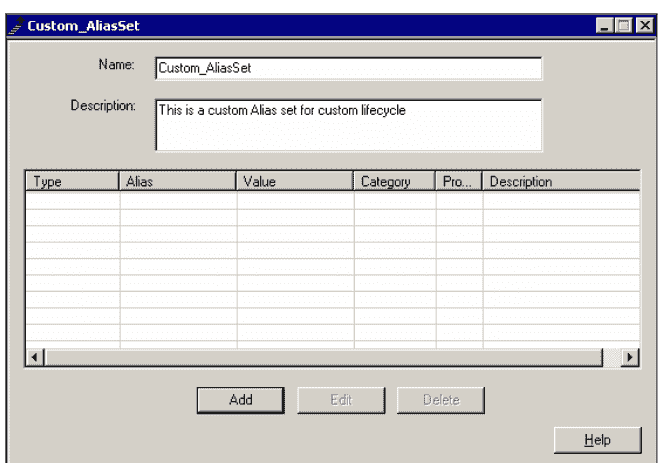 Custom_AliasSet
Name: Custom_AliasSet
Description: This is a custom Alias set for custom lifecycle
Type Alias Value Category Pro... Description
Add Edit Delete
Help